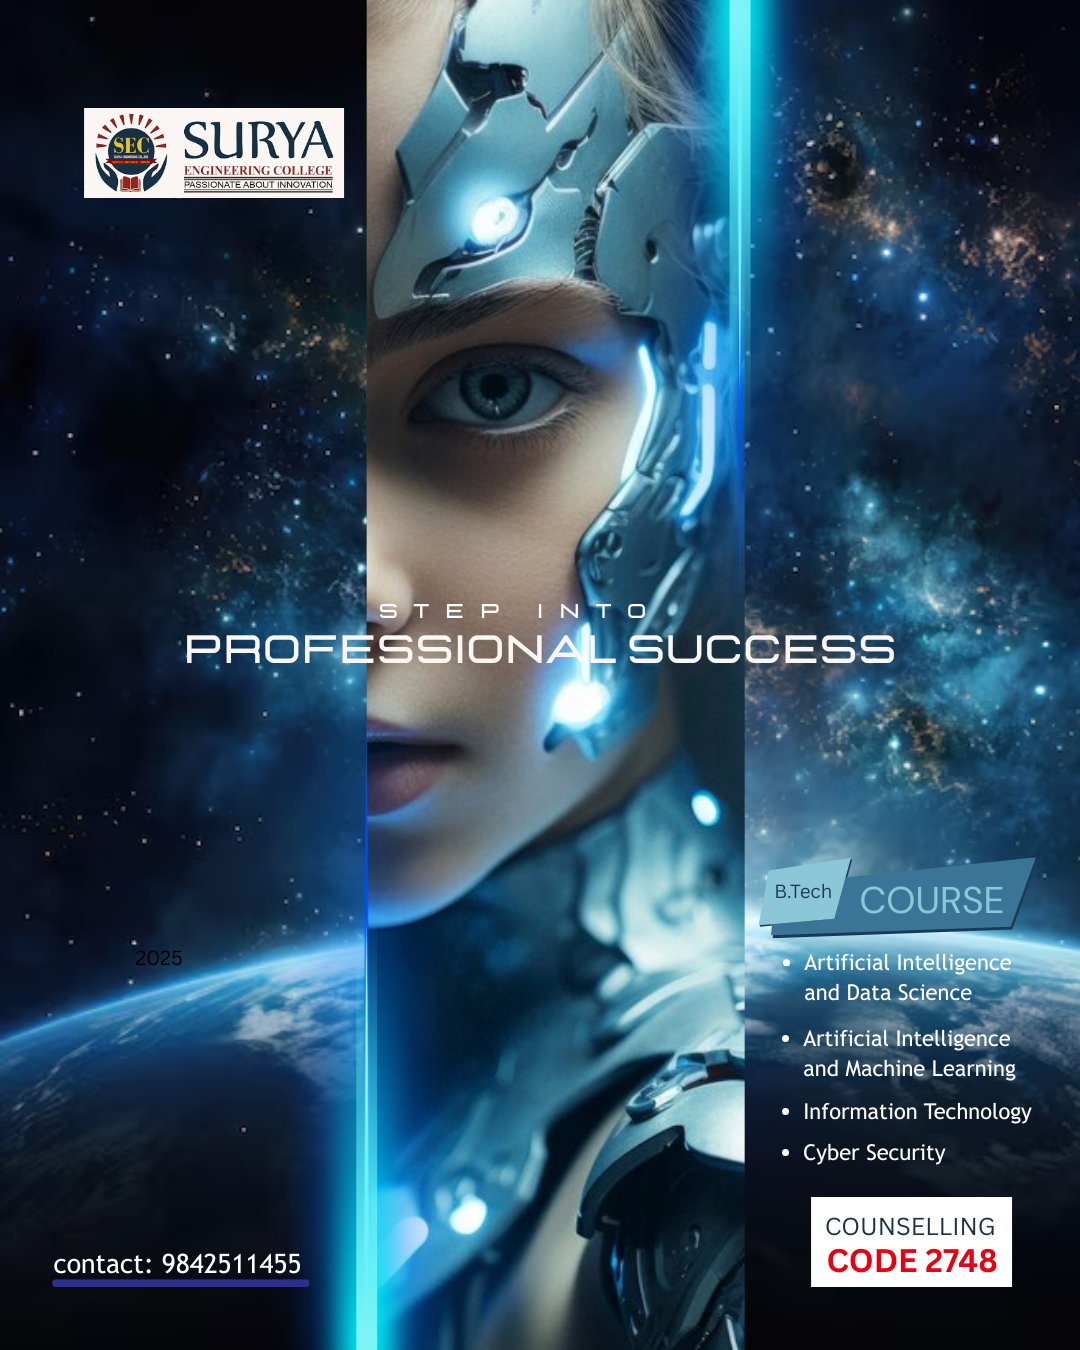 SEC
SURYA
ENGINEERING COLLEGE
PASSIONATE ABOUT INNOVATION
STEP INTO
PROFESSIONAL SUCCESS
B.Tech
COURSE
2025
• Artificial Intelligence
and Data Science
• Artificial Intelligence
and Machine Learning
• Information Technology
• Cyber Security
COUNSELLING
CODE 2748
contact: 9842511455